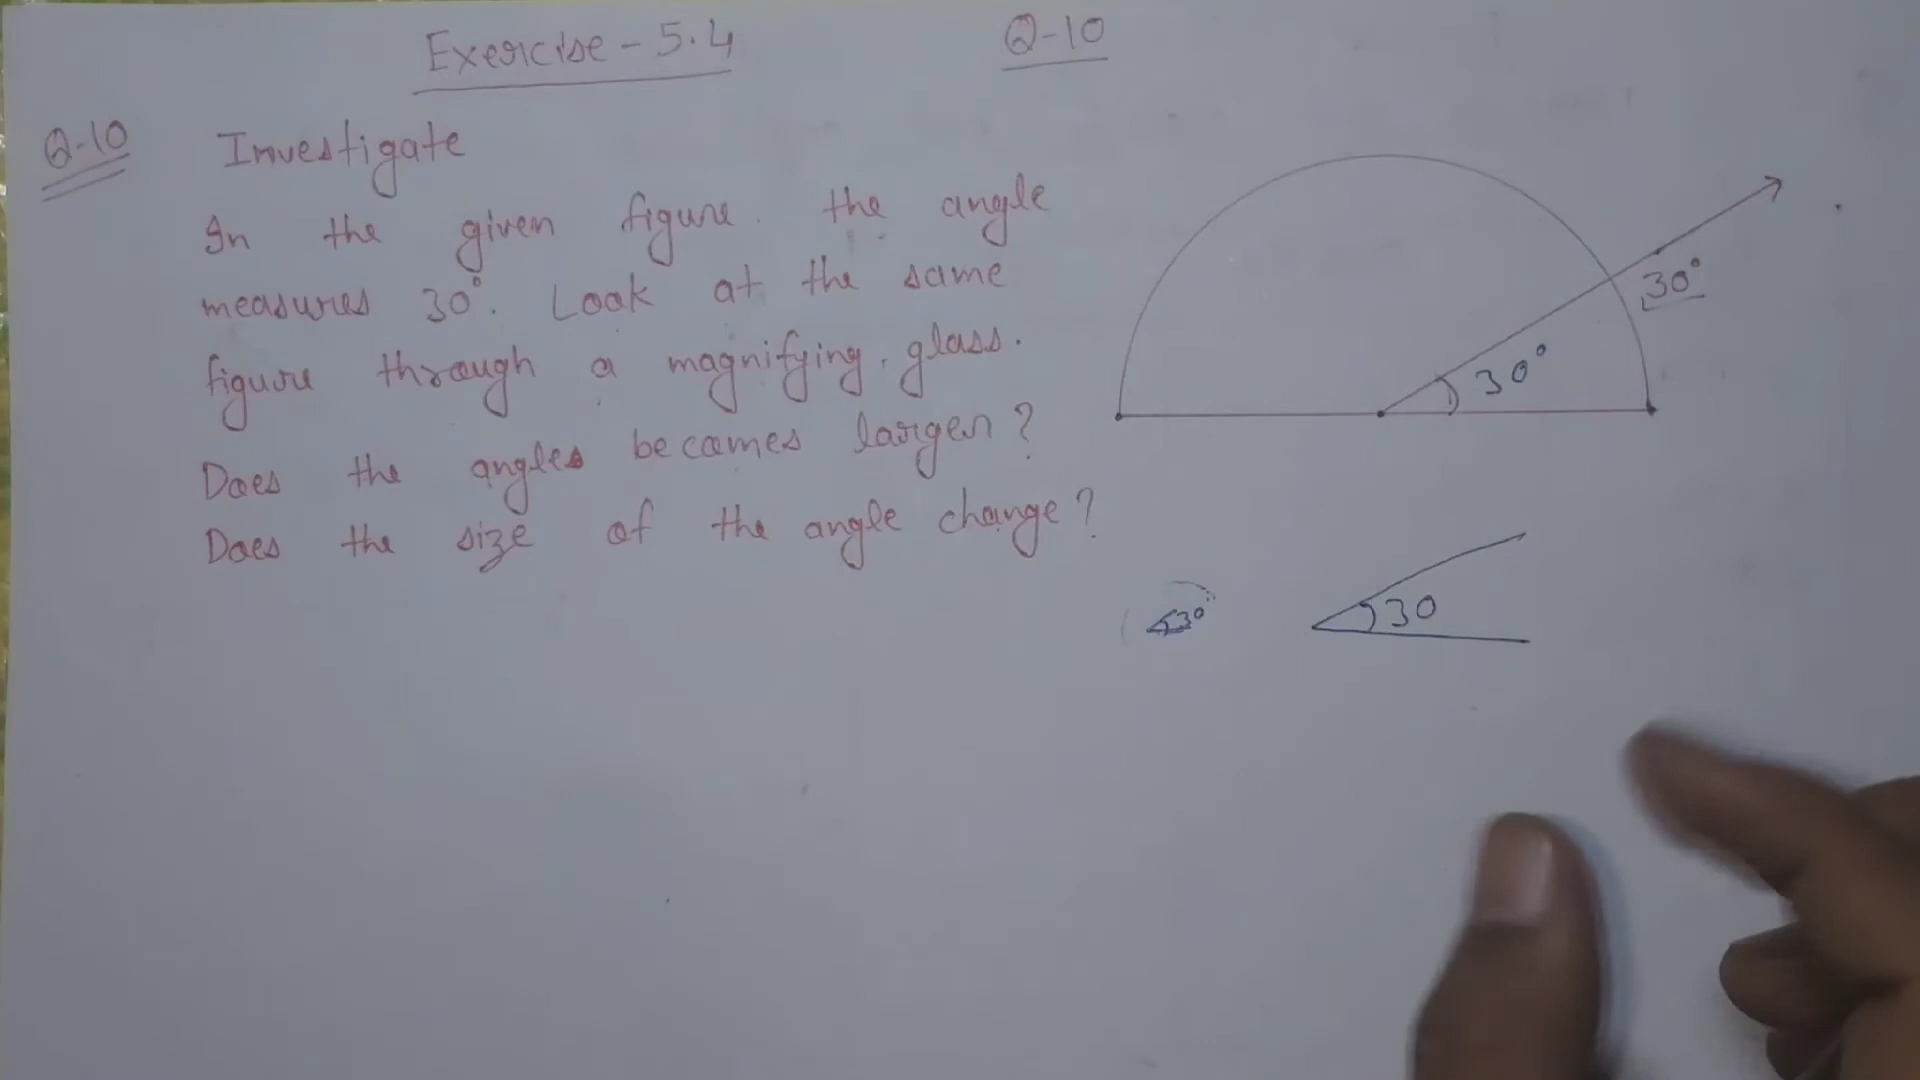 Exercise - 5.4
Q-10
Q-10 Investigate
In the given figure. the angle
measures 30°. Look at the same
figure through a magnifying. glass.
Does the angles becomes larger?
Does the size of the angle change?
30°
30°
30°
30